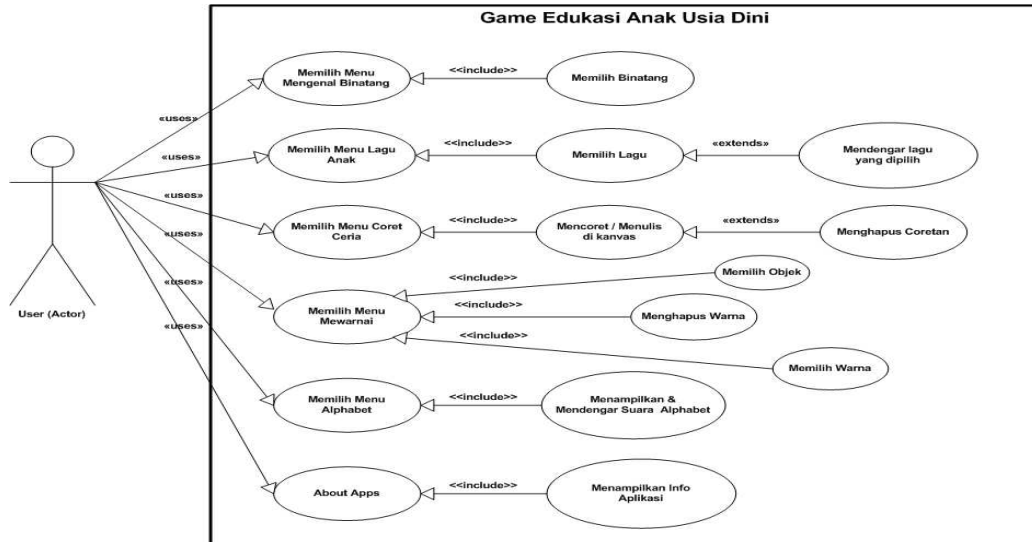 Game Edukasi Anak Usia Dini
Memilih Menu
Mengenal Binatang
<<include>>
Memilih Binatang
«uses»
Memilih Menu Lagu
Anak
<<include>>
Memilih Lagu
«extends»
Mendengar lagu
yang dipilih
«uses»
«uses»
Memilih Menu Coret
Ceria
<<include>>
Mencoret / Menulis
di kanvas
«extends»
Menghapus Coretan
«uses»
Memilih Objek
<<include>>
Memilih Menu
Mewarnai
<<include>>
Menghapus Warna
User (Actor)
«uses»
<<include>>
Memilih Warna
Memilih Menu
Alphabet
<<include>>
Menampilkan &
Mendengar Suara Alphabet
About Apps
<<include>>
Menampilkan Info
Aplikasi